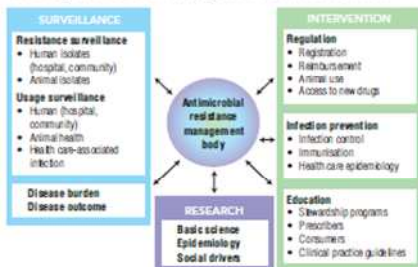 SURVEILLANCE
Resistance surveillance
• Human isolates
(hospital, community)
• Animal isolates
Usage surveillance
• Human (hospital,
community)
• Animal health
• Health care-associated
infection
Disease burden
Disease outcome
Antimicrobial
resistance
management
body
RESEARCH
Basic science
Epidemiology
Social drivers
INTERVENTION
Regulation
• Registration
• Reimbursement
• Animal use
• Access to new drugs
Infection prevention
• Infection control
• Immunisation
• Health care epidemiology
Education
• Stewardship programs
• Prescribers
• Consumers
• Clinical practice guidelines